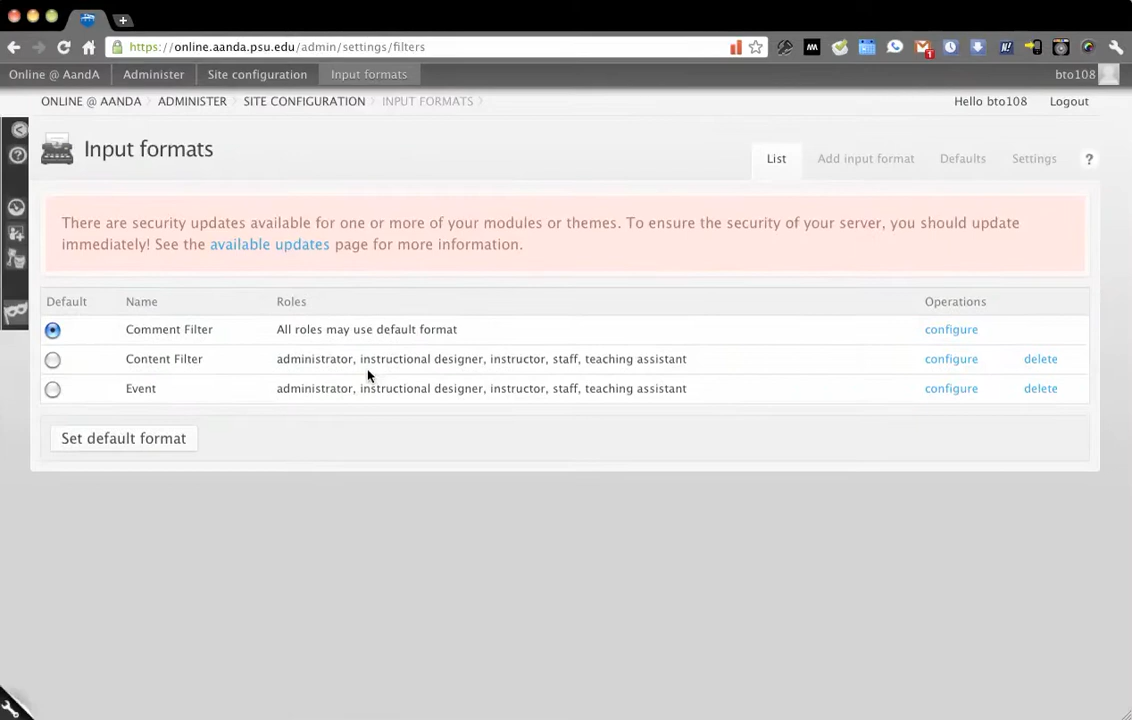 https://online.aanda.psu.edu/admin/settings/filters
Online @ AandA Administer Site configuration Input formats bto108
ONLINE @ AANDA ADMINISTER SITE CONFIGURATION INPUT FORMATS Hello bto108 Logout
Input formats List Add input format Defaults Settings ?
There are security updates available for one or more of your modules or themes. To ensure the security of your server, you should update
immediately! See the available updates page for more information.
Default Name Roles Operations
Comment Filter All roles may use default format configure
Content Filter administrator, instructional designer, instructor, staff, teaching assistant configure delete
Event administrator, instructional designer, instructor, staff, teaching assistant configure delete
Set default format